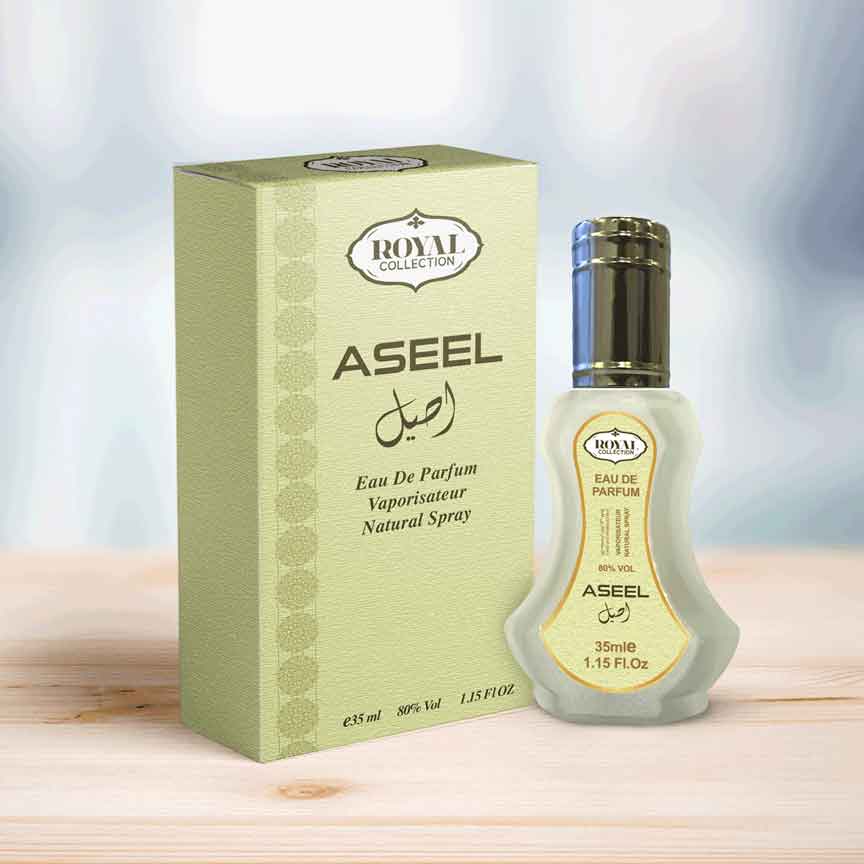 ROYAL
COLLECTION
ASEEL
اصيل
Eau De Parfum
Vaporisateur
Natural Spray
e35 ml 80% Vol 1.15 Fl OZ
ROYAL
COLLECTION
EAU DE
PARFUM
VAPORISATEUR
NATURAL SPRAY
80% VOL
ASEEL
اصيل
35mle
1.15 Fl.Oz